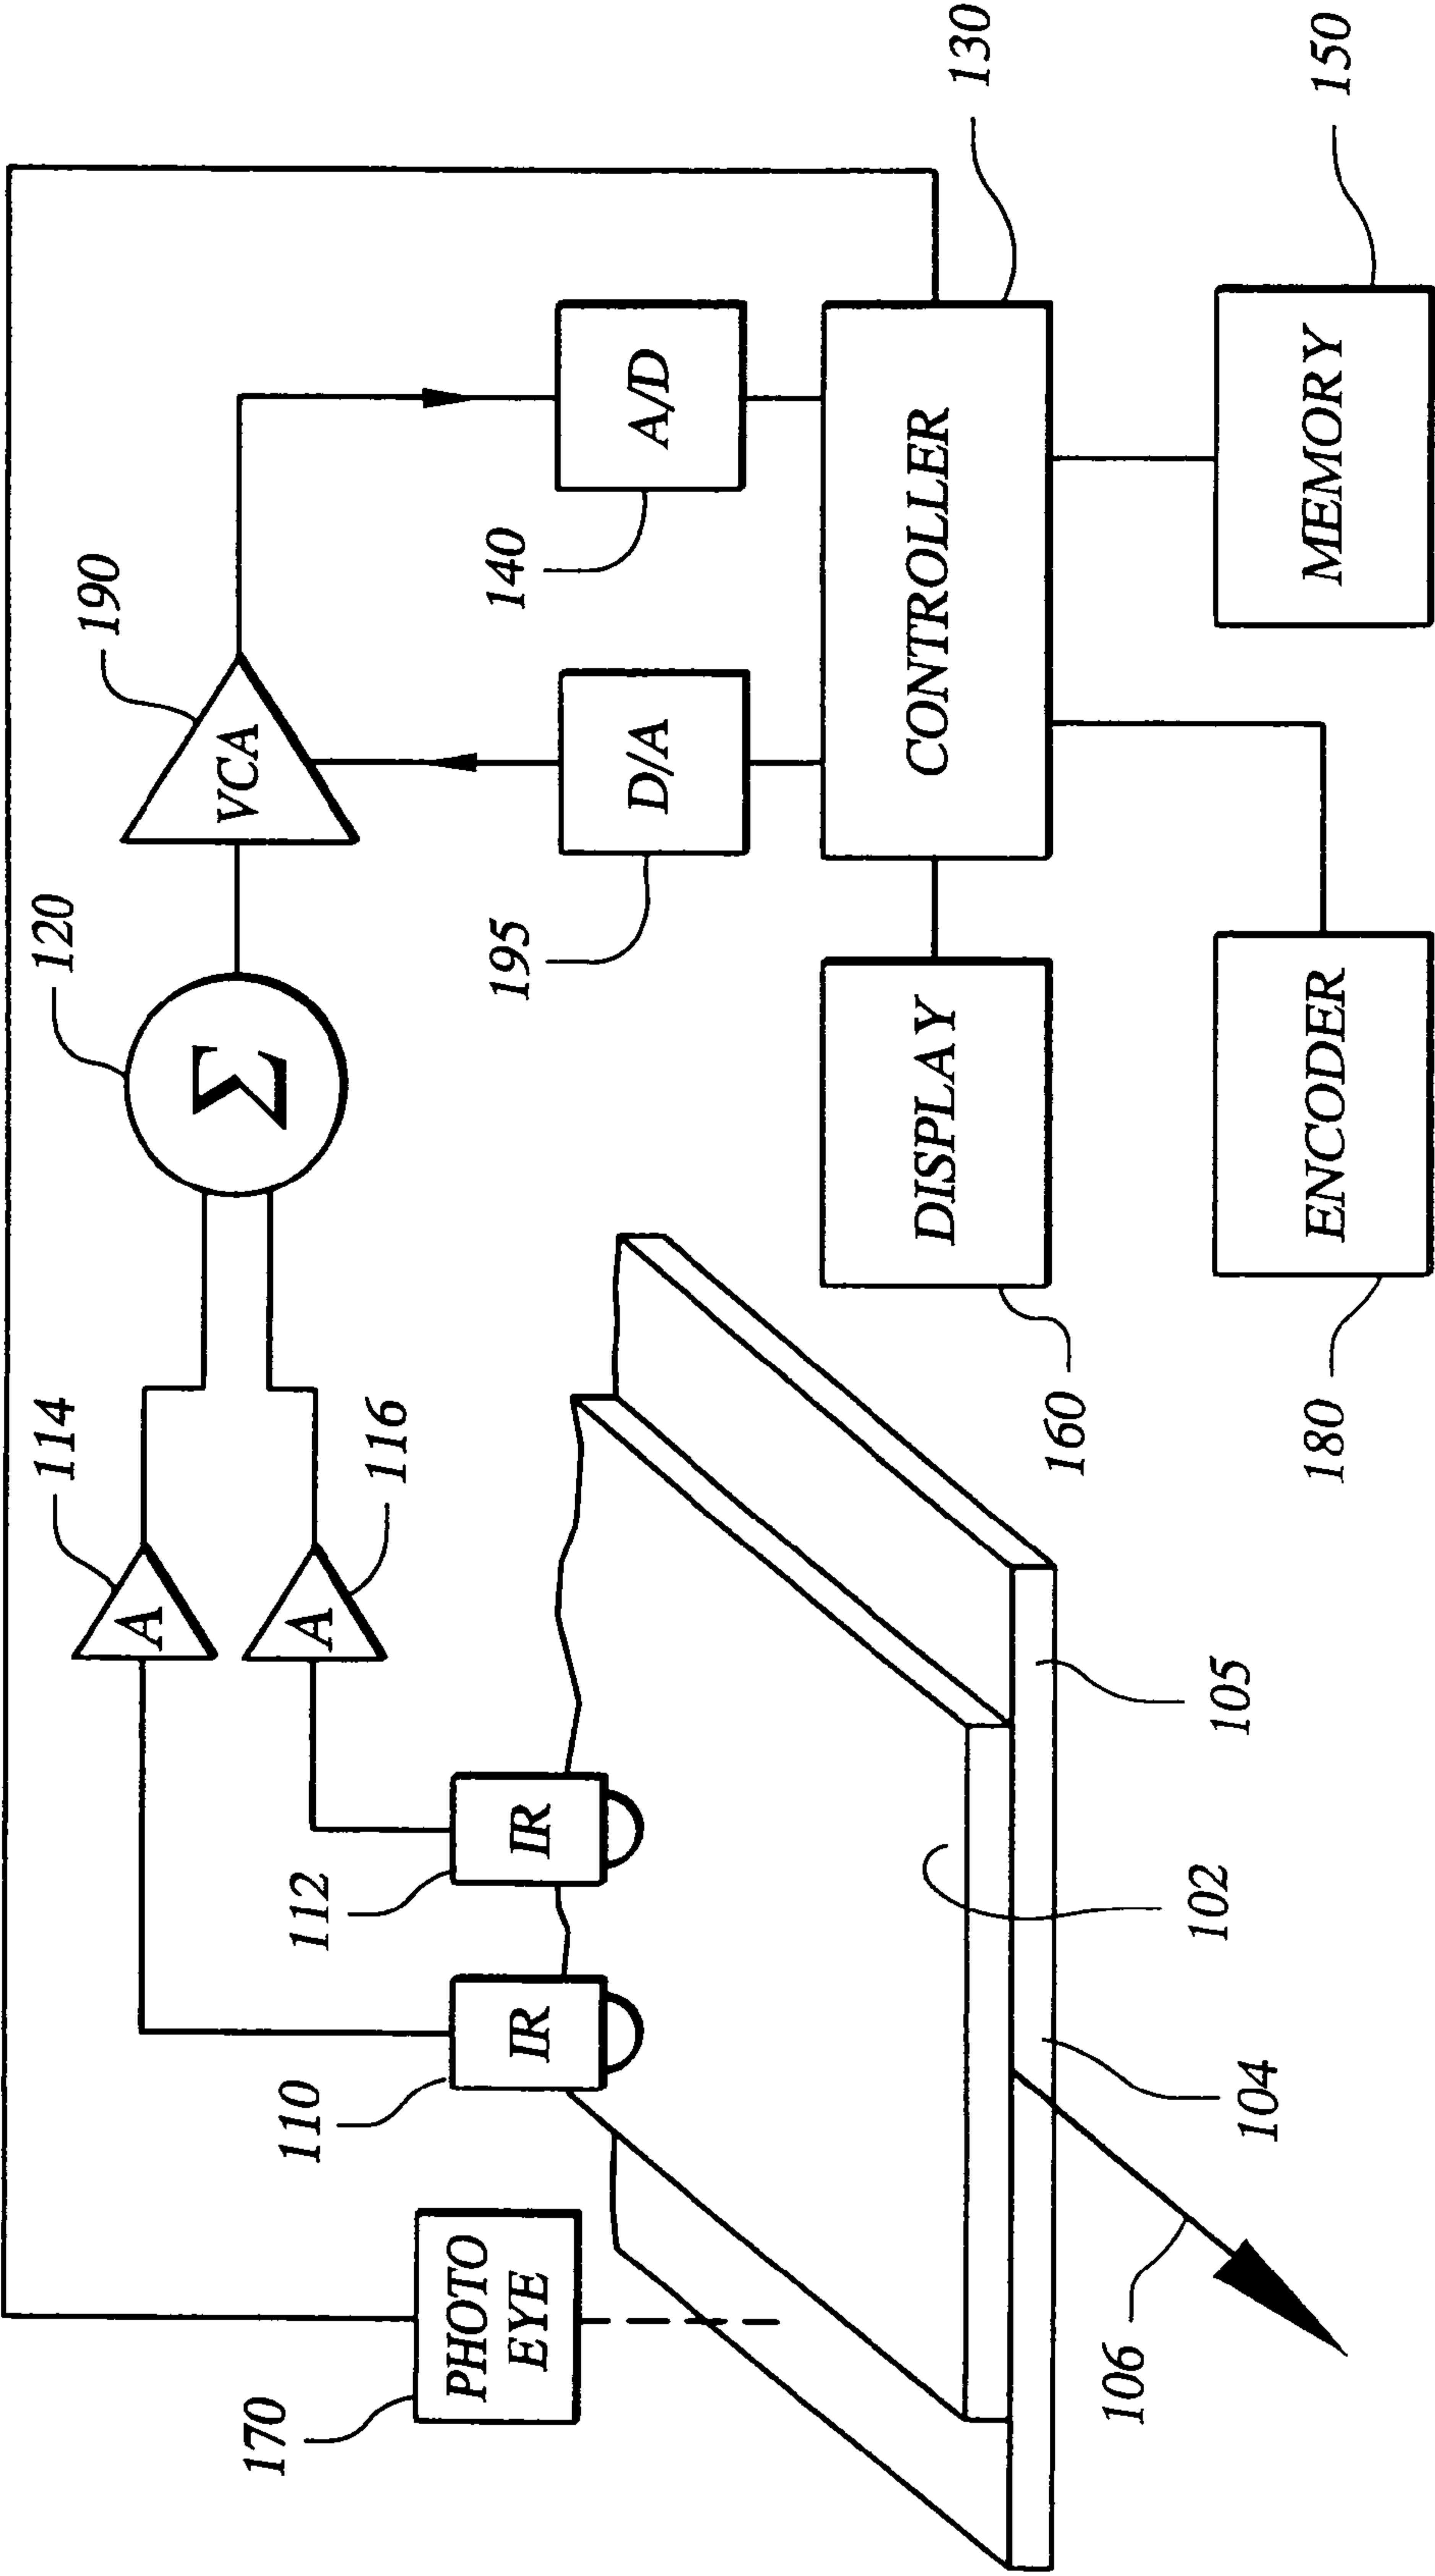 114
A
116
A
120
Σ
190
VCA
170
PHOTO
EYE
110
IR
112
IR
195
D/A
140
A/D
160
DISPLAY
CONTROLLER
130
106
104
102
105
180
ENCODER
MEMORY
150